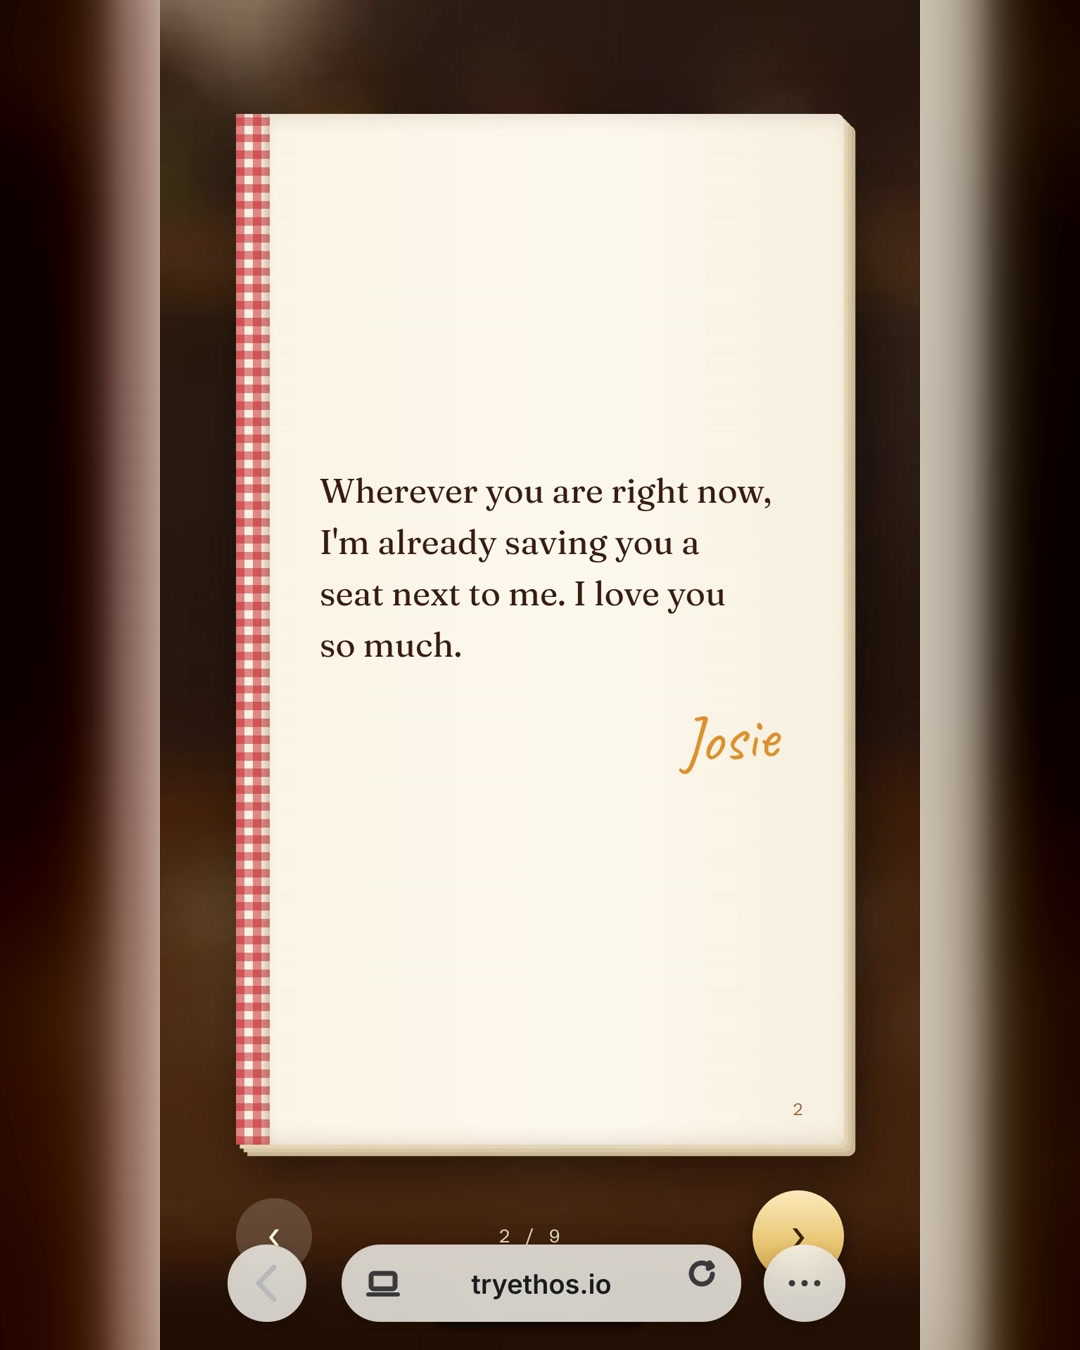 Wherever you are right now,
I'm already saving you a
seat next to me. I love you
so much.
Josie
2
‹ 2 / 9 ›
tryethos.io